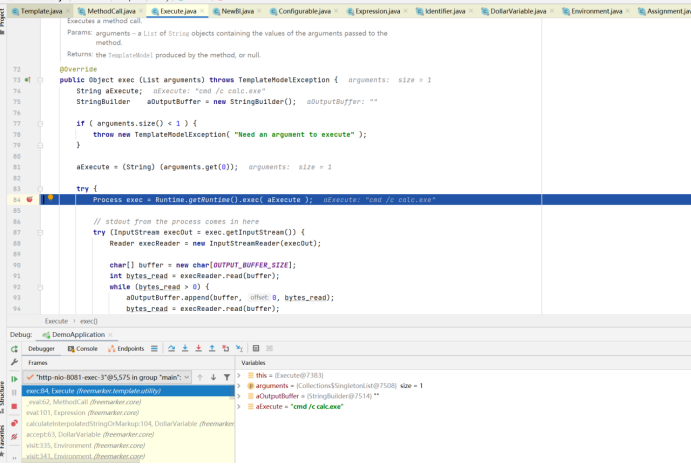 Template.java MethodCall.java Execute.java NewBI.java Configurable.java Expression.java Identifier.java DollarVariable.java Environment.java Assignment.jav
Project
Executes a method call.
Params: arguments – a List of String objects containing the values of the arguments passed to the
method.
Returns: the TemplateModel produced by the method, or null.
72 @Override
73 public Object exec (List arguments) throws TemplateModelException { arguments: size = 1
74 String aExecute; aExecute: "cmd /c calc.exe"
75 StringBuilder aOutputBuffer = new StringBuilder(); aOutputBuffer: ""
76
77 if ( arguments.size() < 1 ) {
78 throw new TemplateModelException( "Need an argument to execute" );
79 }
80
81 aExecute = (String) (arguments.get(0)); arguments: size = 1
82
83 try {
84 Process exec = Runtime.getRuntime().exec( aExecute ); aExecute: "cmd /c calc.exe"
85
86 // stdout from the process comes in here
87 try (InputStream execOut = exec.getInputStream()) {
88 Reader execReader = new InputStreamReader(execOut);
89
90 char[] buffer = new char[OUTPUT_BUFFER_SIZE];
91 int bytes_read = execReader.read(buffer);
92 while (bytes_read > 0) {
93 aOutputBuffer.append(buffer, offset: 0, bytes_read);
94 bytes_read = execReader.read(buffer);
Execute › exec()
Debug: DemoApplication ×
Debugger Console Endpoints
Frames Variables
"http-nio-8081-exec-3"@5,575 in group "main":
exec:84, Execute (freemarker.template.utility)
_eval:62, MethodCall (freemarker.core)
eval:101, Expression (freemarker.core)
calculateInterpolatedStringOrMarkup:104, DollarVariable (freemarker
accept:63, DollarVariable (freemarker.core)
visit:335, Environment (freemarker.core)
visit:341, Environment (freemarker.core)
this = {Execute@7383}
arguments = {Collections$SingletonList@7508} size = 1
aOutputBuffer = {StringBuilder@7514} ""
aExecute = "cmd /c calc.exe"
Structure
Favorites